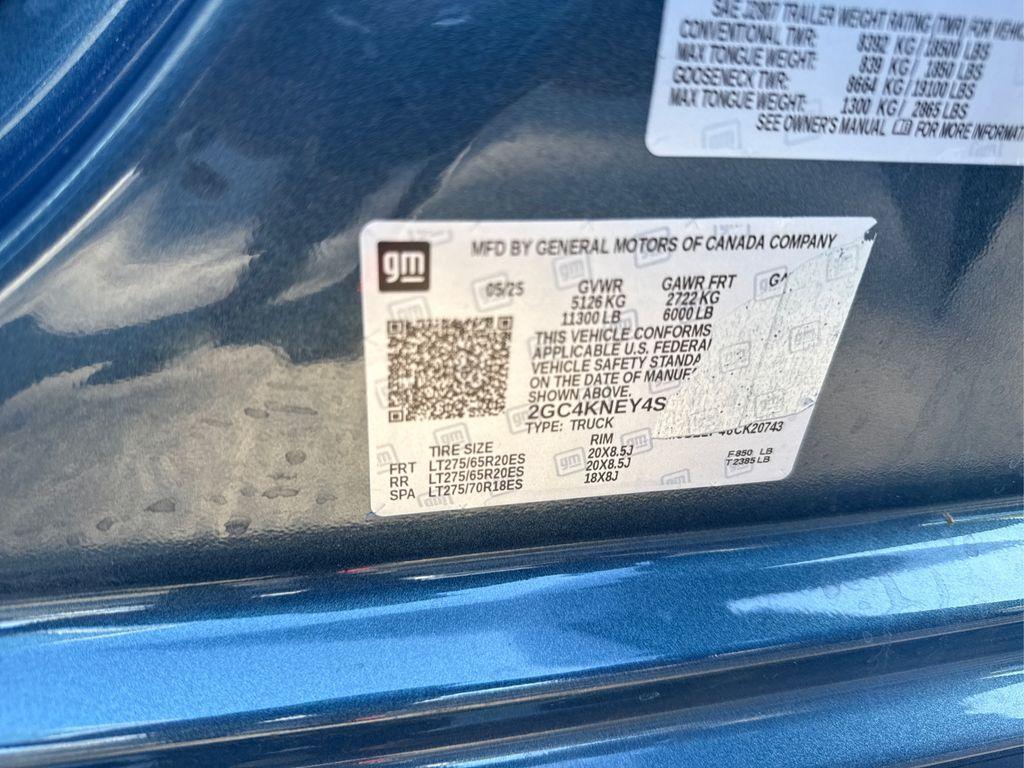 SAE J2807 TRAILER WEIGHT RATING (TWR) FOR
CONVENTIONAL TWR: 8392 KG / 18500 LBS
MAX TONGUE WEIGHT: 839 KG / 1850 LBS
GOOSENECK TWR: 8664 KG / 19100 LBS
MAX TONGUE WEIGHT: 1300 KG / 2865 LBS
SEE OWNER'S MANUAL FOR MORE
gm
MFD BY GENERAL MOTORS OF CANADA COMPANY
05/25 GVWR GAWR FRT GA
5126 KG 2722 KG
11300 LB 6000 LB
THIS VEHICLE CONFORMS
APPLICABLE U.S. FEDERA
VEHICLE SAFETY STANDA
ON THE DATE OF MANUF
SHOWN ABOVE.
2GC4KNEY4S
TYPE: TRUCK
CK20743
TIRE SIZE RIM
FRT LT275/65R20ES 20X8.5J F850 LB
RR LT275/65R20ES 20X8.5J T2385 LB
SPA LT275/70R18ES 18X8J